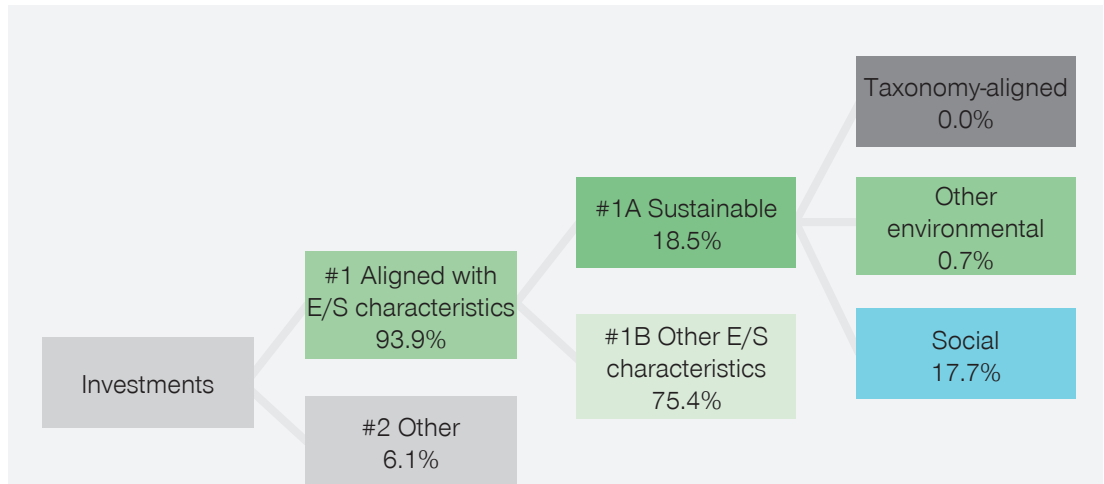 Taxonomy-aligned
0.0%
#1A Sustainable
18.5%
Other
environmental
0.7%
#1 Aligned with
E/S characteristics
93.9%
#1B Other E/S
characteristics
75.4%
Social
17.7%
Investments
#2 Other
6.1%